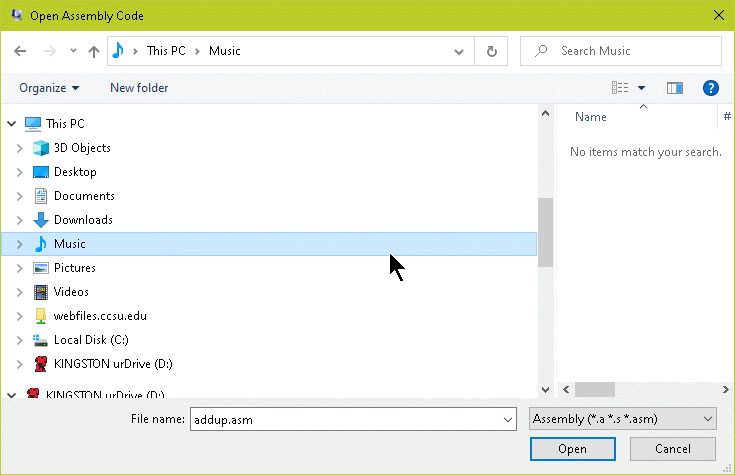 Open Assembly Code
This PC
Music
Search Music
Organize
New folder
?
This PC
3D Objects
Desktop
Documents
Downloads
Music
Pictures
Videos
webfiles.ccsu.edu
Local Disk (C:)
KINGSTON urDrive (D:)
KINGSTON urDrive (D:)
Name
#
No items match your search.
File name:
addup.asm
Assembly (*.a *.s *.asm)
Open
Cancel